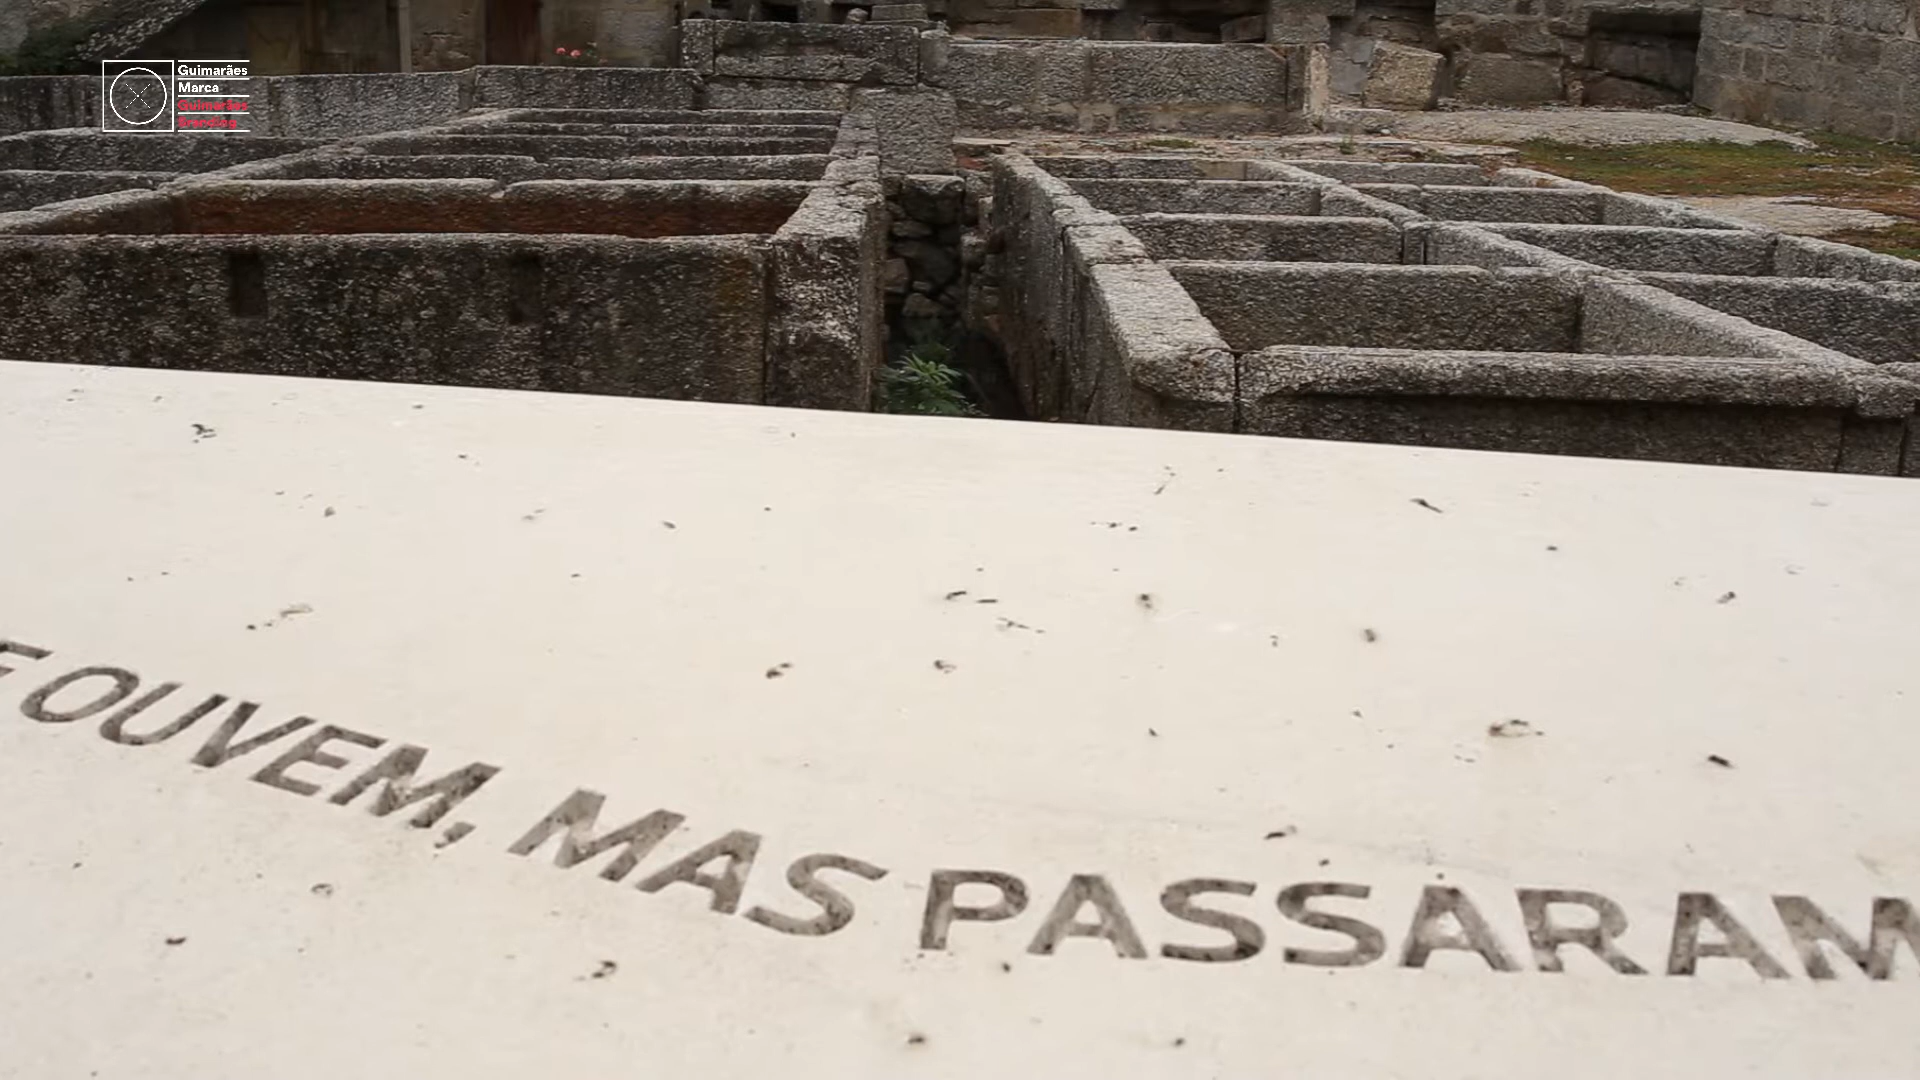 Guimarães
Marca
Guimarães
Branding
OUVEM, MAS PASSARAM